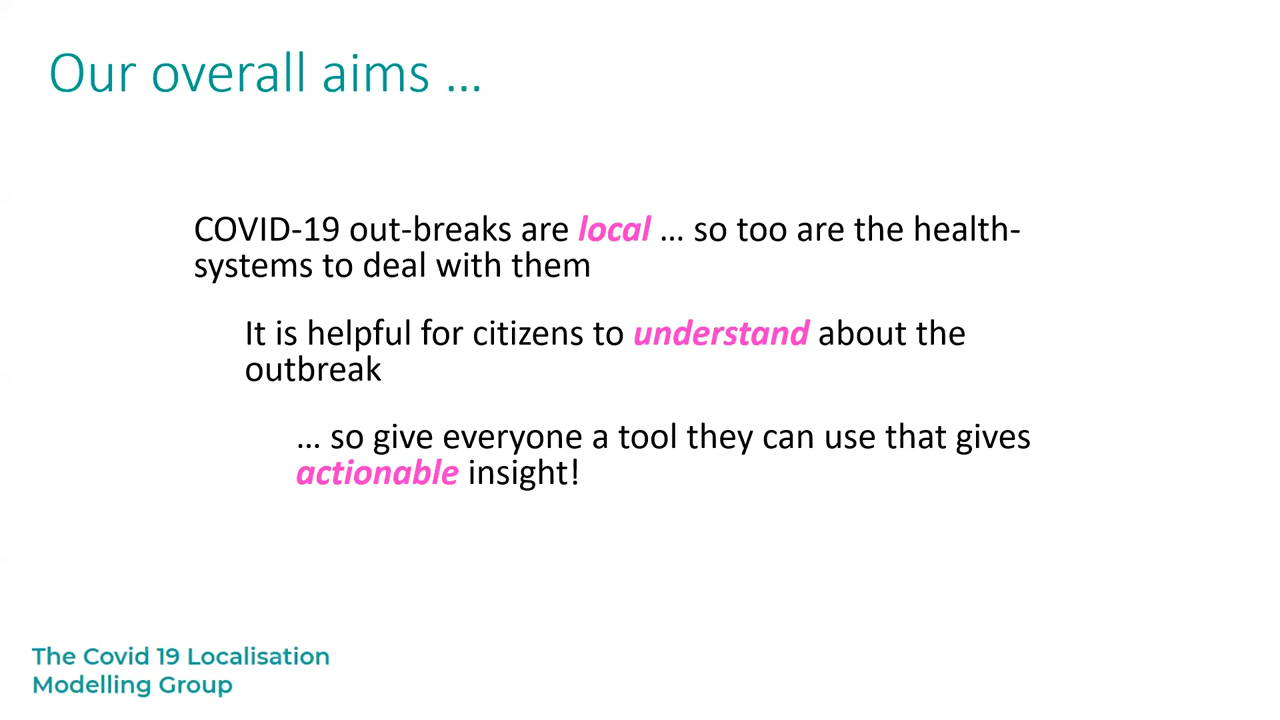 Our overall aims ...
COVID-19 out-breaks are local ... so too are the health-
systems to deal with them
It is helpful for citizens to understand about the
outbreak
... so give everyone a tool they can use that gives
actionable insight!
The Covid 19 Localisation
Modelling Group